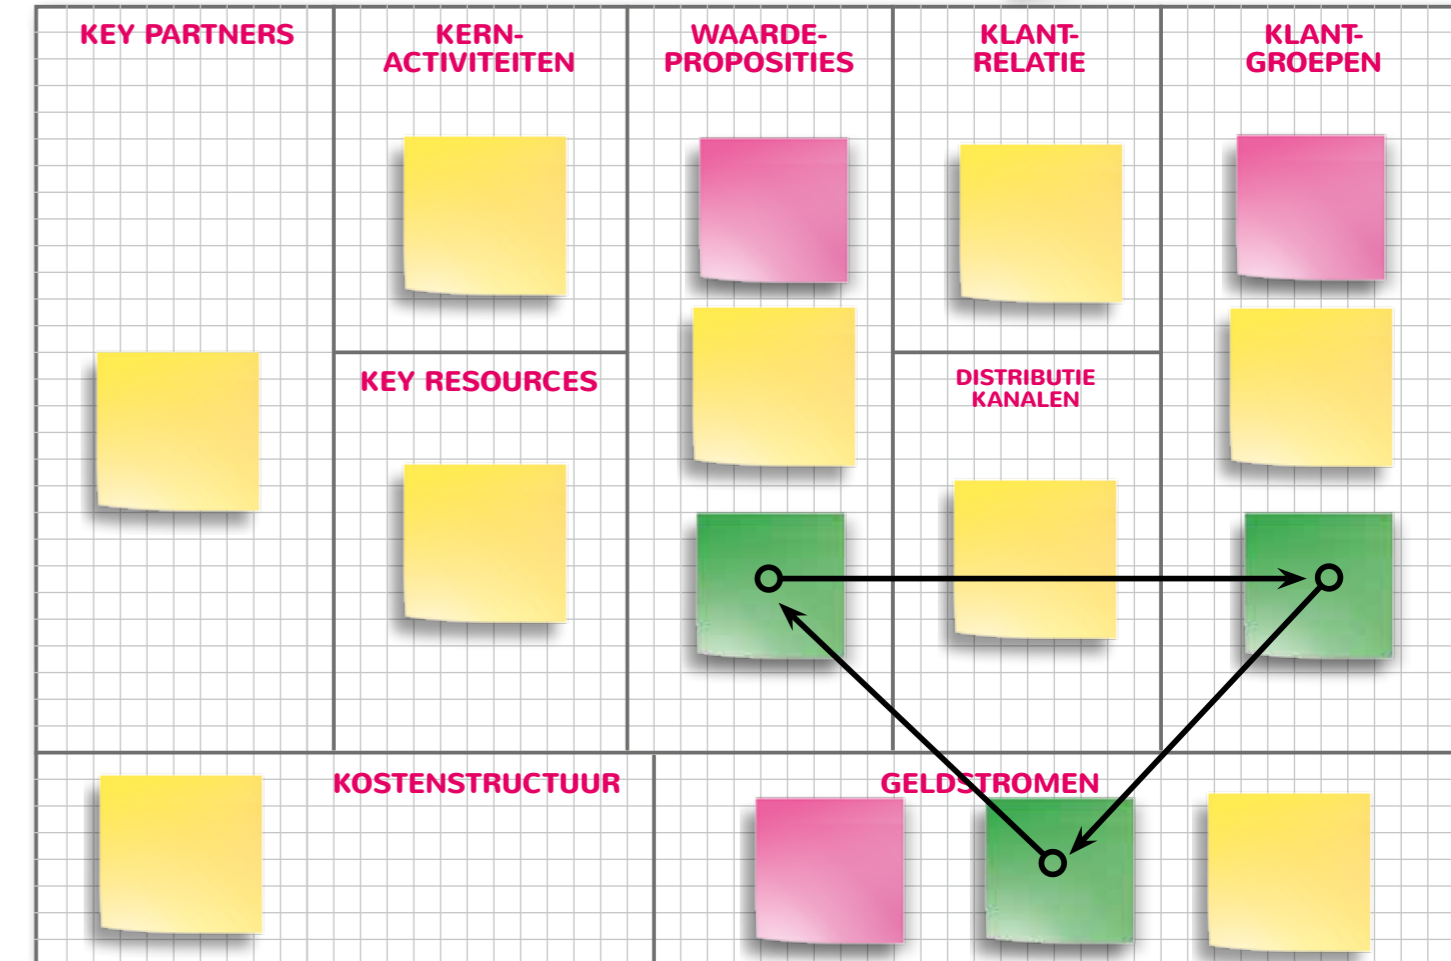 KEY PARTNERS
KERN-
ACTIVITEITEN
WAARDE-
PROPOSITIES
KLANT-
RELATIE
KLANT-
GROEPEN
KEY RESOURCES
DISTRIBUTIE
KANALEN
KOSTENSTRUCTUUR
GELDSTROMEN